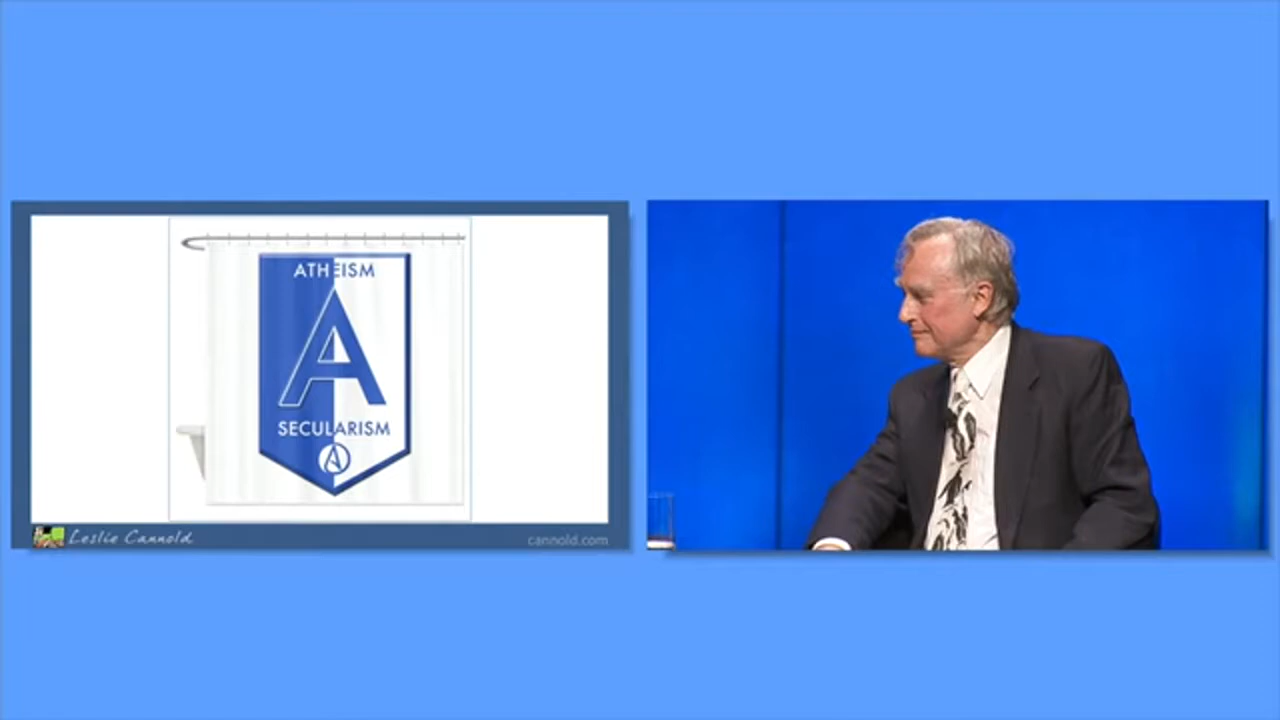 ATHEISM
A
SECULARISM
A
Leslie Cannold
cannold.com